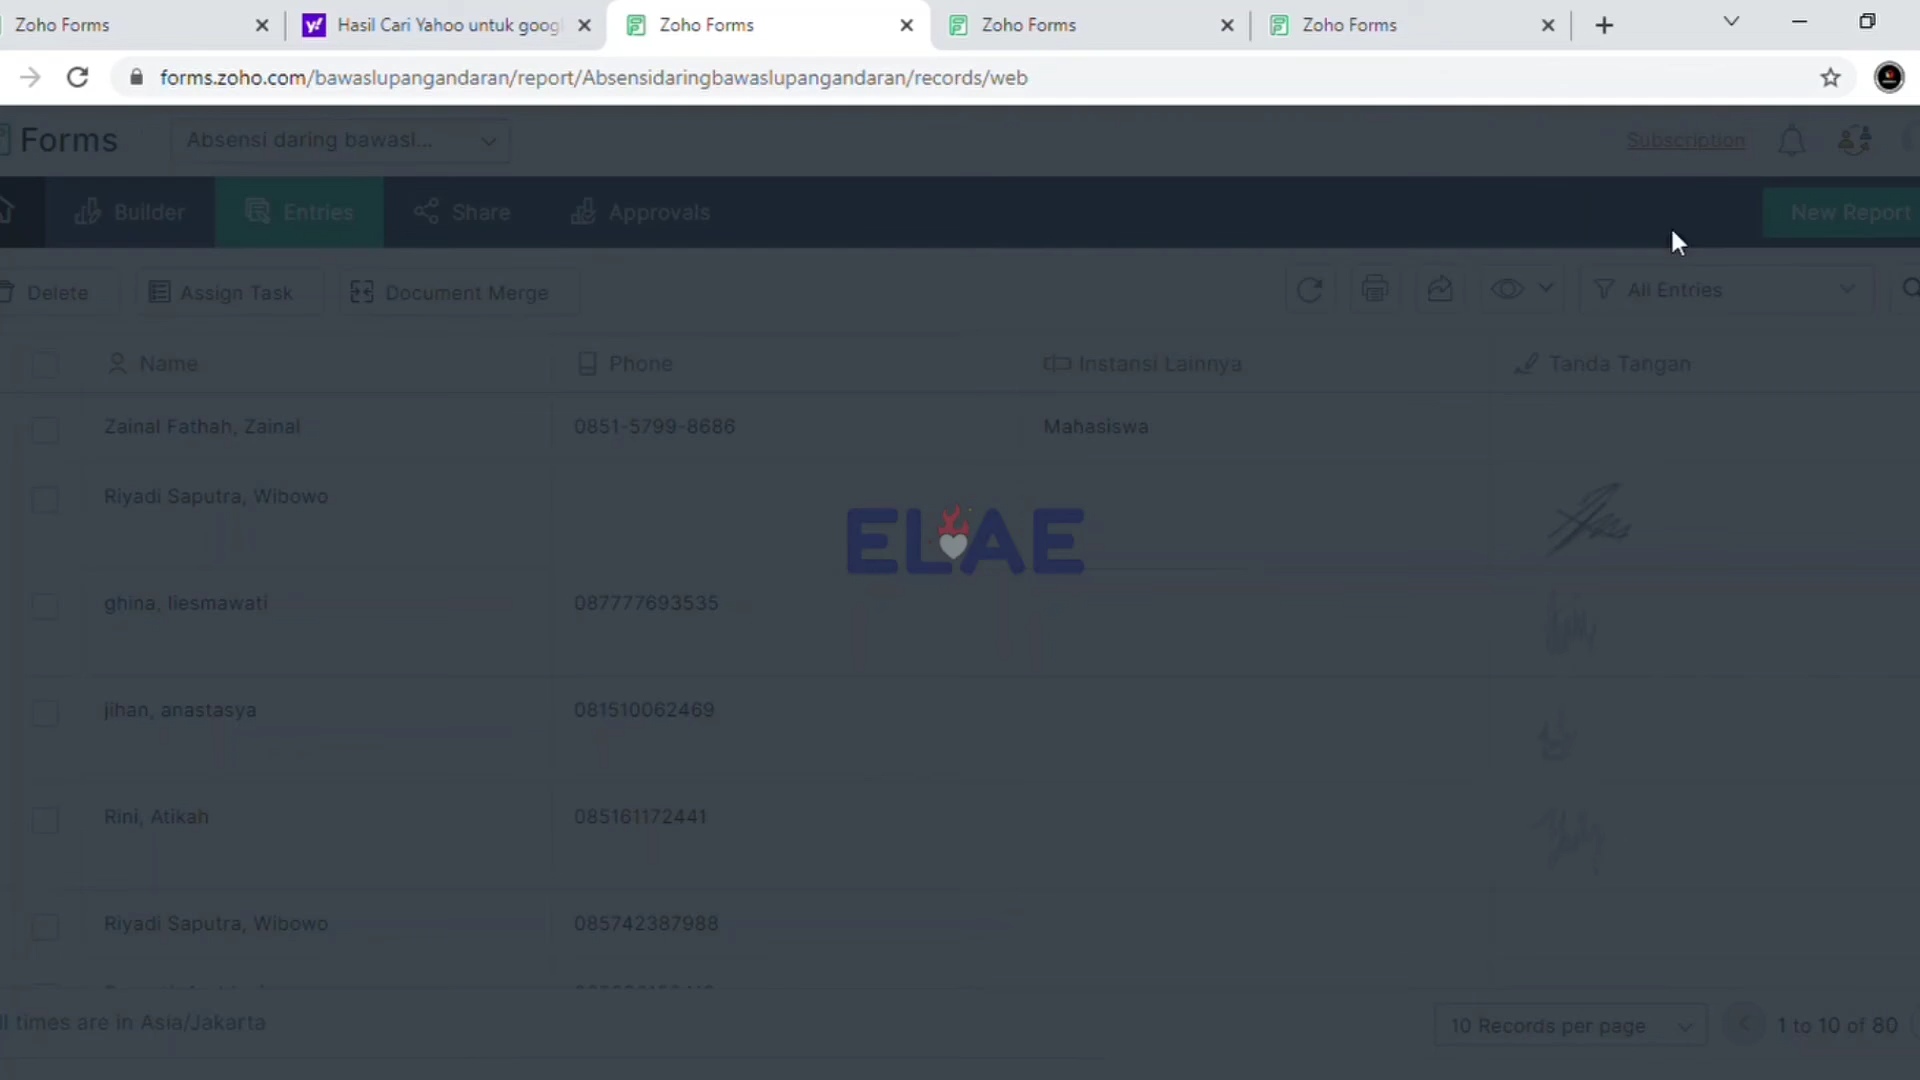 Zoho Forms
Hasil Cari Yahoo untuk googl
Zoho Forms
Zoho Forms
Zoho Forms
forms.zoho.com/bawaslupangandaran/report/Absensidaringbawaslupangandaran/records/web
Forms
Absensi daring bawasl...
Subscription
Builder
Entries
Share
Approvals
New Report
Delete
Assign Task
Document Merge
All Entries
Name
Phone
Instansi Lainnya
Tanda Tangan
Zainal Fathah, Zainal
0851-5799-8686
Mahasiswa
Riyadi Saputra, Wibowo
ELAE
ghina, liesmawati
087777693535
jihan, anastasya
081510062469
Rini, Atikah
085161172441
Riyadi Saputra, Wibowo
085742387988
ll times are in Asia/Jakarta
10 Records per page
1 to 10 of 80